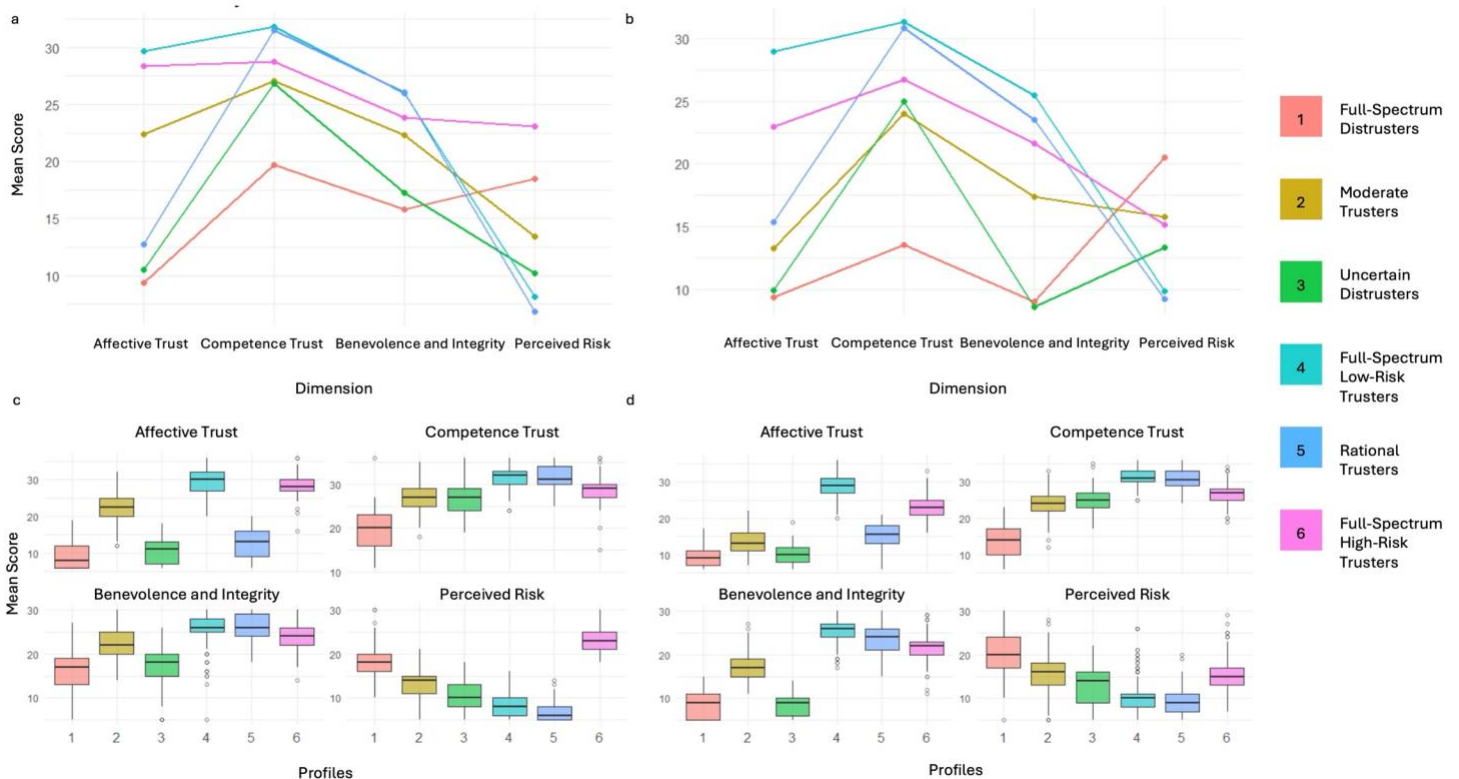 a
b
Mean Score
30
25
20
15
10
30
25
20
15
10
Affective Trust Competence Trust Benevolence and Integrity Perceived Risk
Affective Trust Competence Trust Benevolence and Integrity Perceived Risk
Dimension
Dimension
1
Full-Spectrum
Distrusters
2
Moderate
Trusters
3
Uncertain
Distrusters
4
Full-Spectrum
Low-Risk
Trusters
5
Rational
Trusters
6
Full-Spectrum
High-Risk
Trusters
c
d
Mean Score
Affective Trust
30
20
10
Competence Trust
30
20
10
Benevolence and Integrity
30
20
10
1 2 3 4 5 6
Perceived Risk
30
20
10
1 2 3 4 5 6
Profiles
Affective Trust
30
20
10
Competence Trust
30
20
10
Benevolence and Integrity
30
20
10
1 2 3 4 5 6
Perceived Risk
30
20
10
1 2 3 4 5 6
Profiles